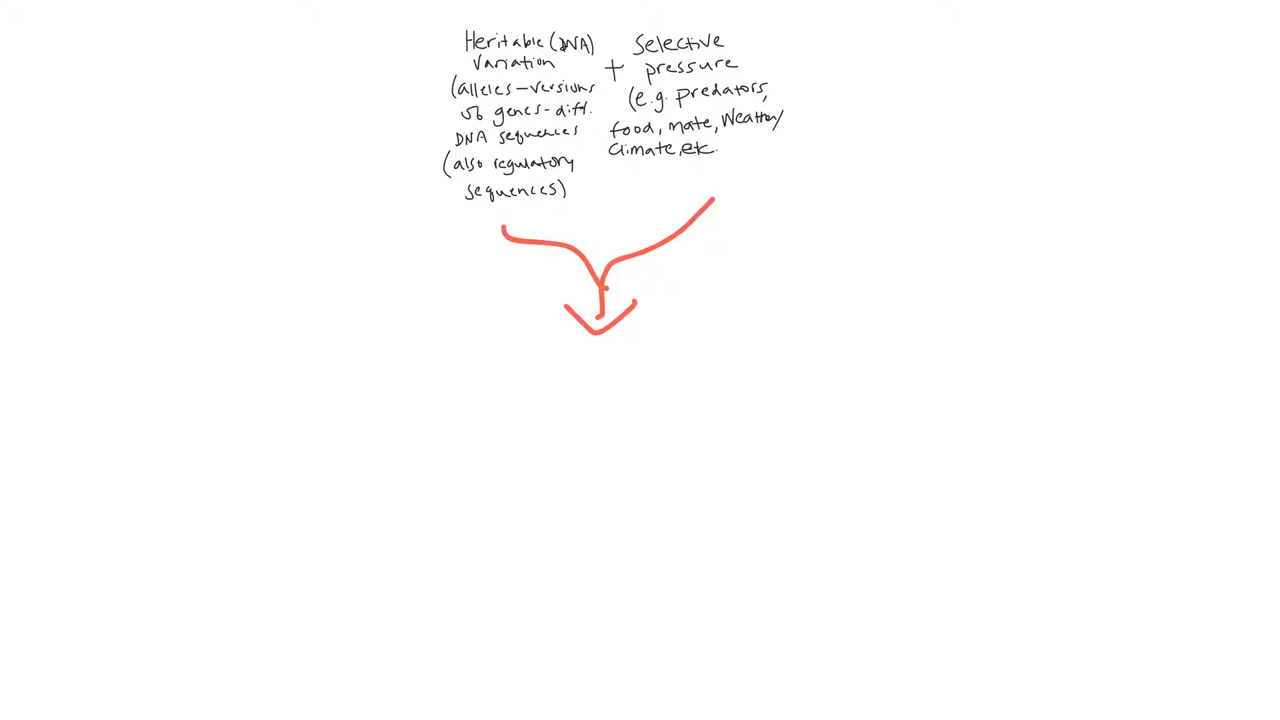 Heritable (DNA)
variation
(alleles - versions
of genes - diff.
DNA sequences
(also regulatory
sequences)
+
Selective
pressure
(e.g. predators,
food, mate, Weather/
Climate, etc.